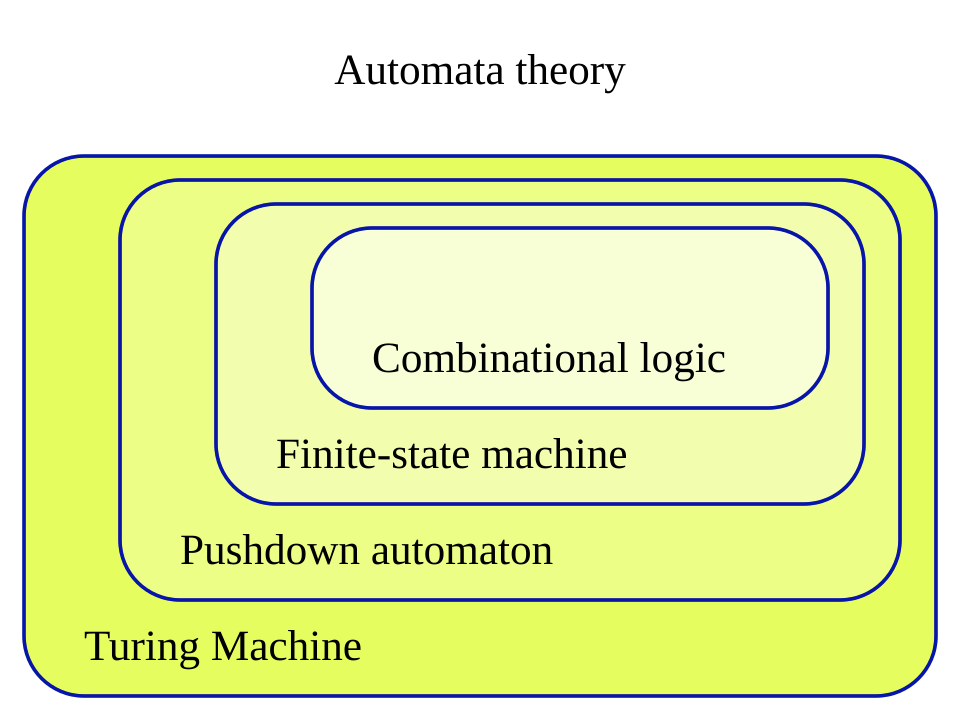 Automata theory
Combinational logic
Finite-state machine
Pushdown automaton
Turing Machine